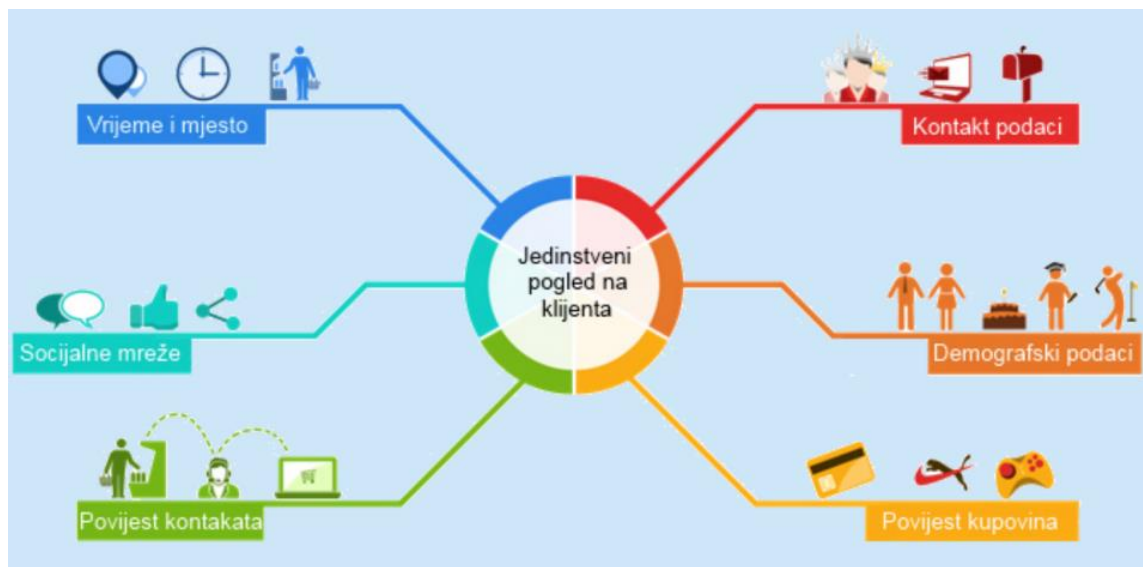 Vrijeme i mjesto
Kontakt podaci
Jedinstveni
pogled na
klijenta
Socijalne mreže
Demografski podaci
Povijest kontakata
Povijest kupovina